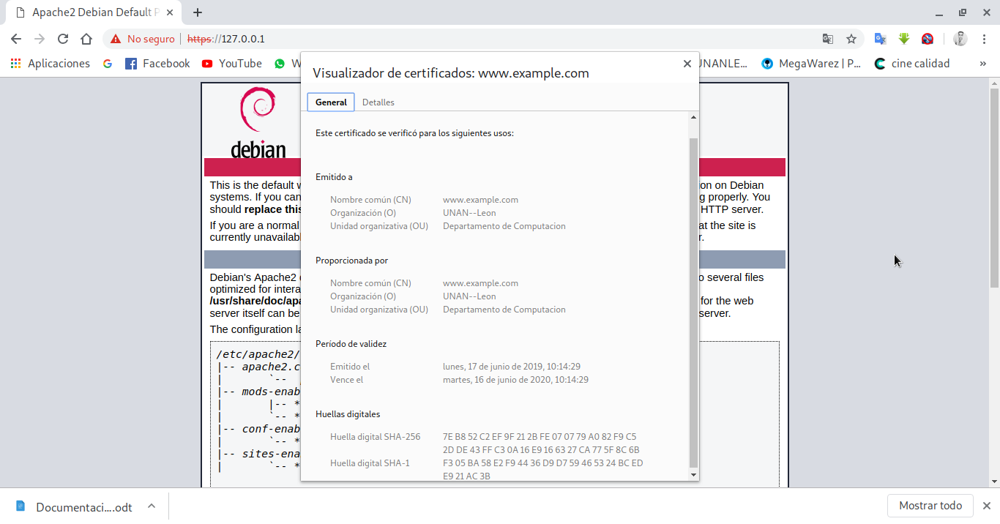 Apache2 Debian Default P
No seguro
https://127.0.0.1
Aplicaciones
Facebook
YouTube
W
UNANLE...
MegaWarez | P...
cine calidad
»
Visualizador de certificados: www.example.com
General
Detalles
Este certificado se verificó para los siguientes usos:
Emitido a
Nombre común (CN) www.example.com
Organización (O) UNAN--Leon
Unidad organizativa (OU) Departamento de Computacion
Proporcionada por
Nombre común (CN) www.example.com
Organización (O) UNAN--Leon
Unidad organizativa (OU) Departamento de Computacion
Período de validez
Emitido el lunes, 17 de junio de 2019, 10:14:29
Vence el martes, 16 de junio de 2020, 10:14:29
Huellas digitales
Huella digital SHA-256 7E B8 52 C2 EF 9F 21 2B FE 07 07 79 A0 82 F9 C5
2D DE 43 FF C3 0A 16 E9 16 63 27 CA 77 5F 8C 6B
Huella digital SHA-1 F3 05 BA 58 E2 F9 44 36 D9 D7 59 46 53 24 BC ED
E9 21 AC 3B
debian
This is the default w
ion on Debian
systems. If you can
g properly. You
should replace this
HTTP server.
If you are a normal
at the site is
currently unavailab
r.
Debian's Apache2
o several files
optimized for intera
/usr/share/doc/apa
for the web
server itself can be
server.
The configuration la
/etc/apache2/
|-- apache2.c
| `--
|-- mods-enab
| |-- *
| `-- *
|-- conf-enab
| `-- *
|-- sites-ena
| `-- *
Documentaci....odt
Mostrar todo